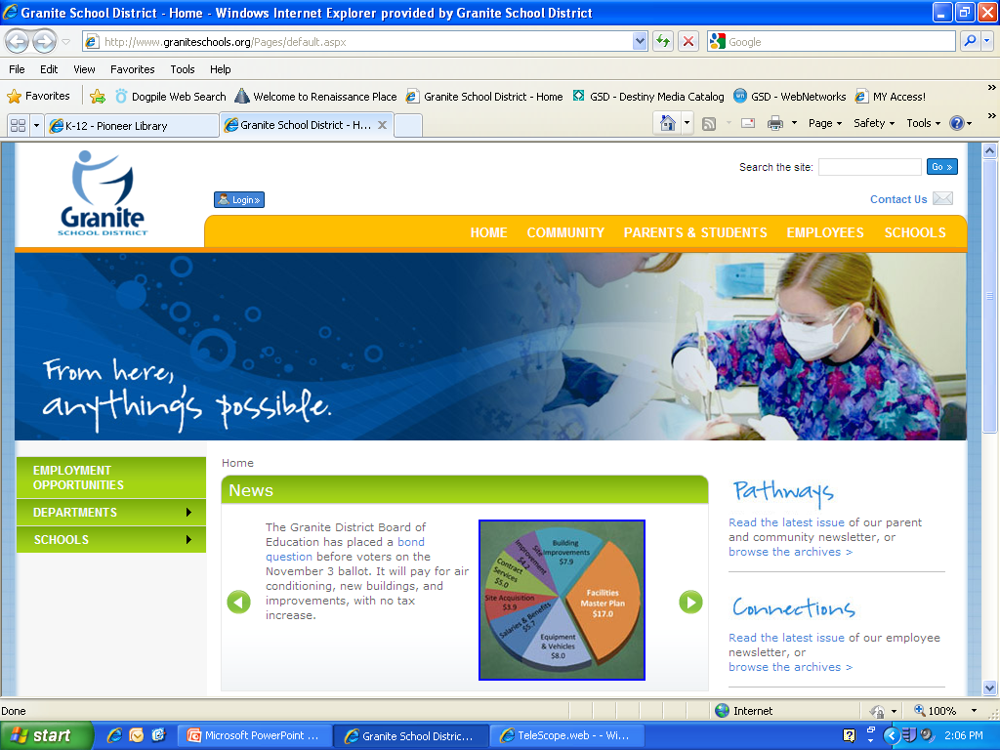 Granite School District - Home - Windows Internet Explorer provided by Granite School District
http://www.graniteschools.org/Pages/default.aspx
Google
File Edit View Favorites Tools Help
Favorites Dogpile Web Search Welcome to Renaissance Place Granite School District - Home GSD - Destiny Media Catalog GSD - WebNetworks MY Access!
K-12 - Pioneer Library Granite School District - H... Page Safety Tools
Granite
SCHOOL DISTRICT
Search the site: Go »
Login»
Contact Us
HOME COMMUNITY PARENTS & STUDENTS EMPLOYEES SCHOOLS
From here,
anything's possible.
EMPLOYMENT
OPPORTUNITIES
DEPARTMENTS
SCHOOLS
Home
News
The Granite District Board of
Education has placed a bond
question before voters on the
November 3 ballot. It will pay for air
conditioning, new buildings, and
improvements, with no tax
increase.
Building
Improvements
$7.9
Site
Improvement
$4.2
Contract
Services
$5.0
Site Acquisition
$3.9
Salaries & Benefits
$5.7
Equipment
& Vehicles
$8.0
Facilities
Master Plan
$17.0
Pathways
Read the latest issue of our parent
and community newsletter, or
browse the archives >
Connections
Read the latest issue of our employee
newsletter, or
browse the archives >
Done Internet 100%
start Microsoft PowerPoint ... Granite School Distric... TeleScope.web - - Wi... 2:06 PM